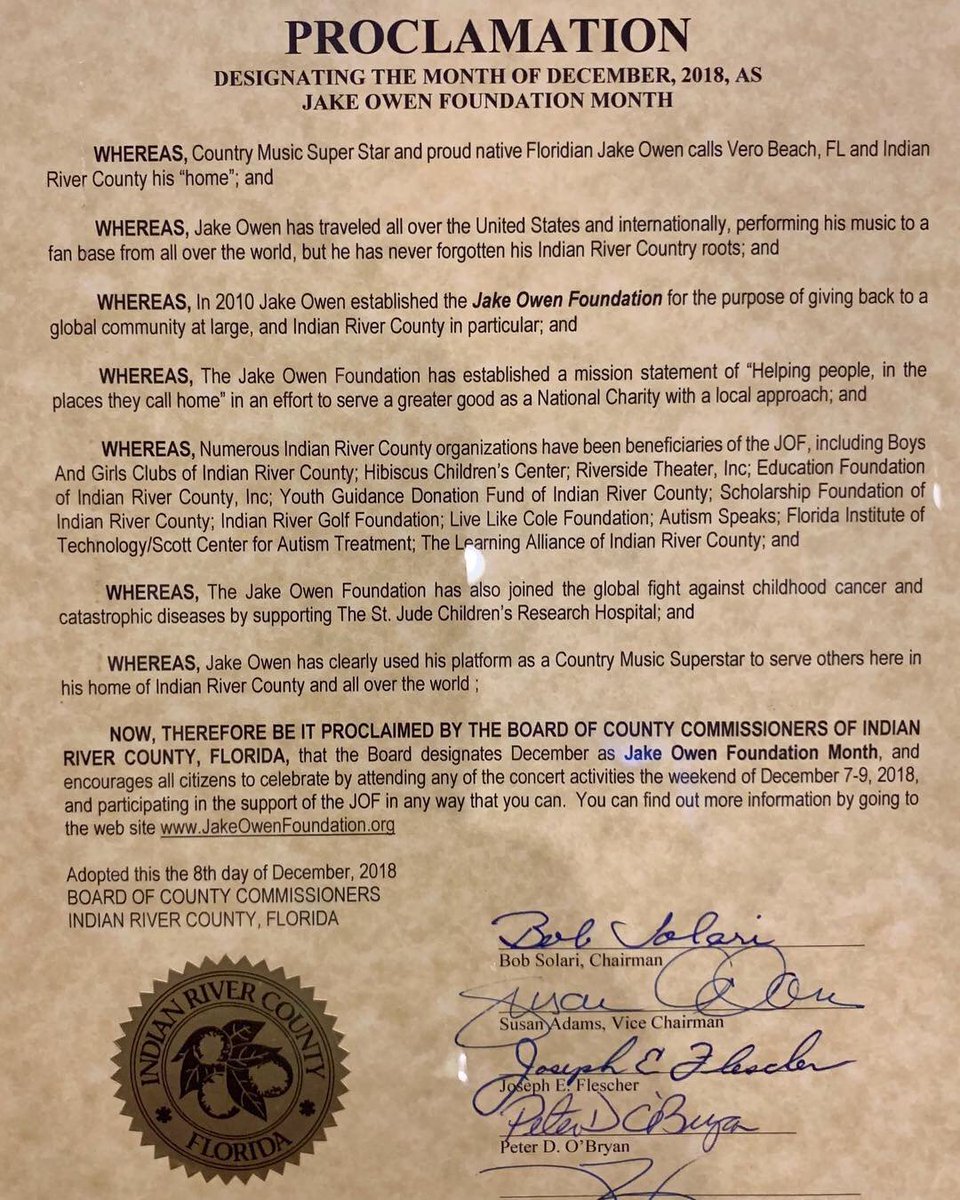 PROCLAMATION
DESIGNATING THE MONTH OF DECEMBER, 2018, AS
JAKE OWEN FOUNDATION MONTH
WHEREAS, Country Music Super Star and proud native Floridian Jake Owen calls Vero Beach, FL and Indian
River County his “home”; and
WHEREAS, Jake Owen has traveled all over the United States and internationally, performing his music to a
fan base from all over the world, but he has never forgotten his Indian River Country roots; and
WHEREAS, In 2010 Jake Owen established the Jake Owen Foundation for the purpose of giving back to a
global community at large, and Indian River County in particular; and
WHEREAS, The Jake Owen Foundation has established a mission statement of “Helping people, in the
places they call home” in an effort to serve a greater good as a National Charity with a local approach; and
WHEREAS, Numerous Indian River County organizations have been beneficiaries of the JOF, including Boys
And Girls Clubs of Indian River County; Hibiscus Children’s Center; Riverside Theater, Inc; Education Foundation
of Indian River County, Inc; Youth Guidance Donation Fund of Indian River County; Scholarship Foundation of
Indian River County; Indian River Golf Foundation; Live Like Cole Foundation; Autism Speaks; Florida Institute of
Technology/Scott Center for Autism Treatment; The Learning Alliance of Indian River County; and
WHEREAS, The Jake Owen Foundation has also joined the global fight against childhood cancer and
catastrophic diseases by supporting The St. Jude Children’s Research Hospital; and
WHEREAS, Jake Owen has clearly used his platform as a Country Music Superstar to serve others here in
his home of Indian River County and all over the world ;
NOW, THEREFORE BE IT PROCLAIMED BY THE BOARD OF COUNTY COMMISSIONERS OF INDIAN
RIVER COUNTY, FLORIDA, that the Board designates December as Jake Owen Foundation Month, and
encourages all citizens to celebrate by attending any of the concert activities the weekend of December 7-9, 2018,
and participating in the support of the JOF in any way that you can. You can find out more information by going to
the web site www.JakeOwenFoundation.org
Adopted this the 8th day of December, 2018
BOARD OF COUNTY COMMISSIONERS
INDIAN RIVER COUNTY, FLORIDA
INDIAN RIVER COUNTY
FLORIDA
Bob Solari
Bob Solari, Chairman
Susan Adams, Vice Chairman
Joseph E Flescher
Joseph E. Flescher
Peter D O'Bryan
Peter D. O’Bryan